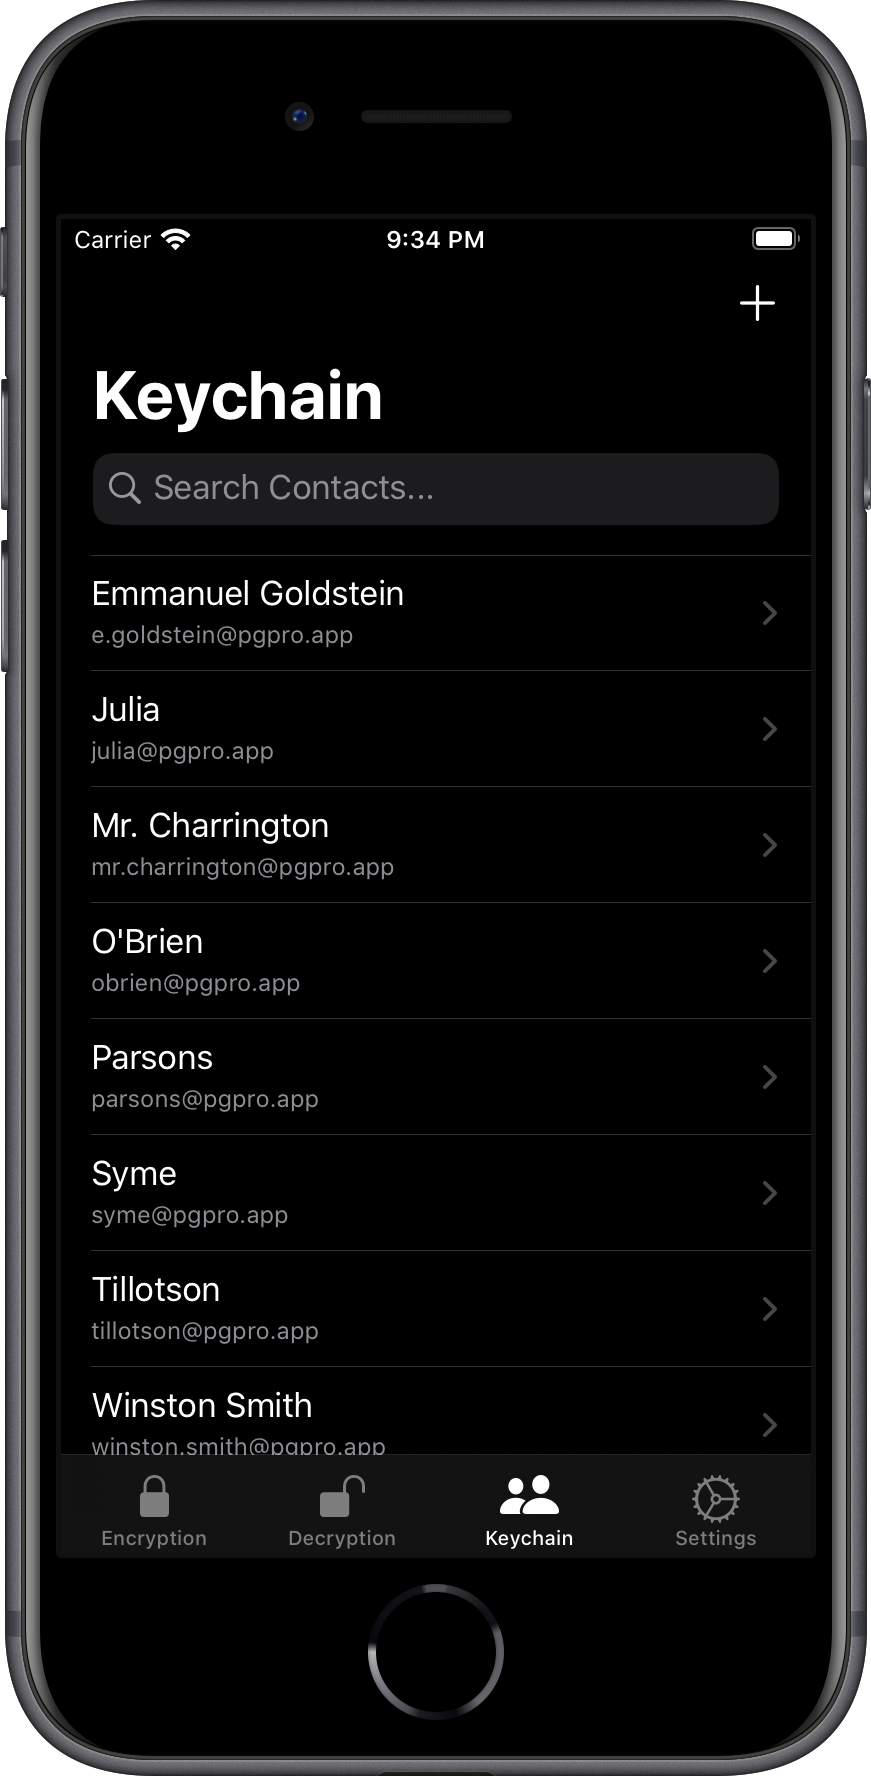 Carrier 9:34 PM
Keychain
Search Contacts...
Emmanuel Goldstein
e.goldstein@pgpro.app
Julia
julia@pgpro.app
Mr. Charrington
mr.charrington@pgpro.app
O'Brien
obrien@pgpro.app
Parsons
parsons@pgpro.app
Syme
syme@pgpro.app
Tillotson
tillotson@pgpro.app
Winston Smith
winston.smith@pgpro.app
Encryption Decryption Keychain Settings